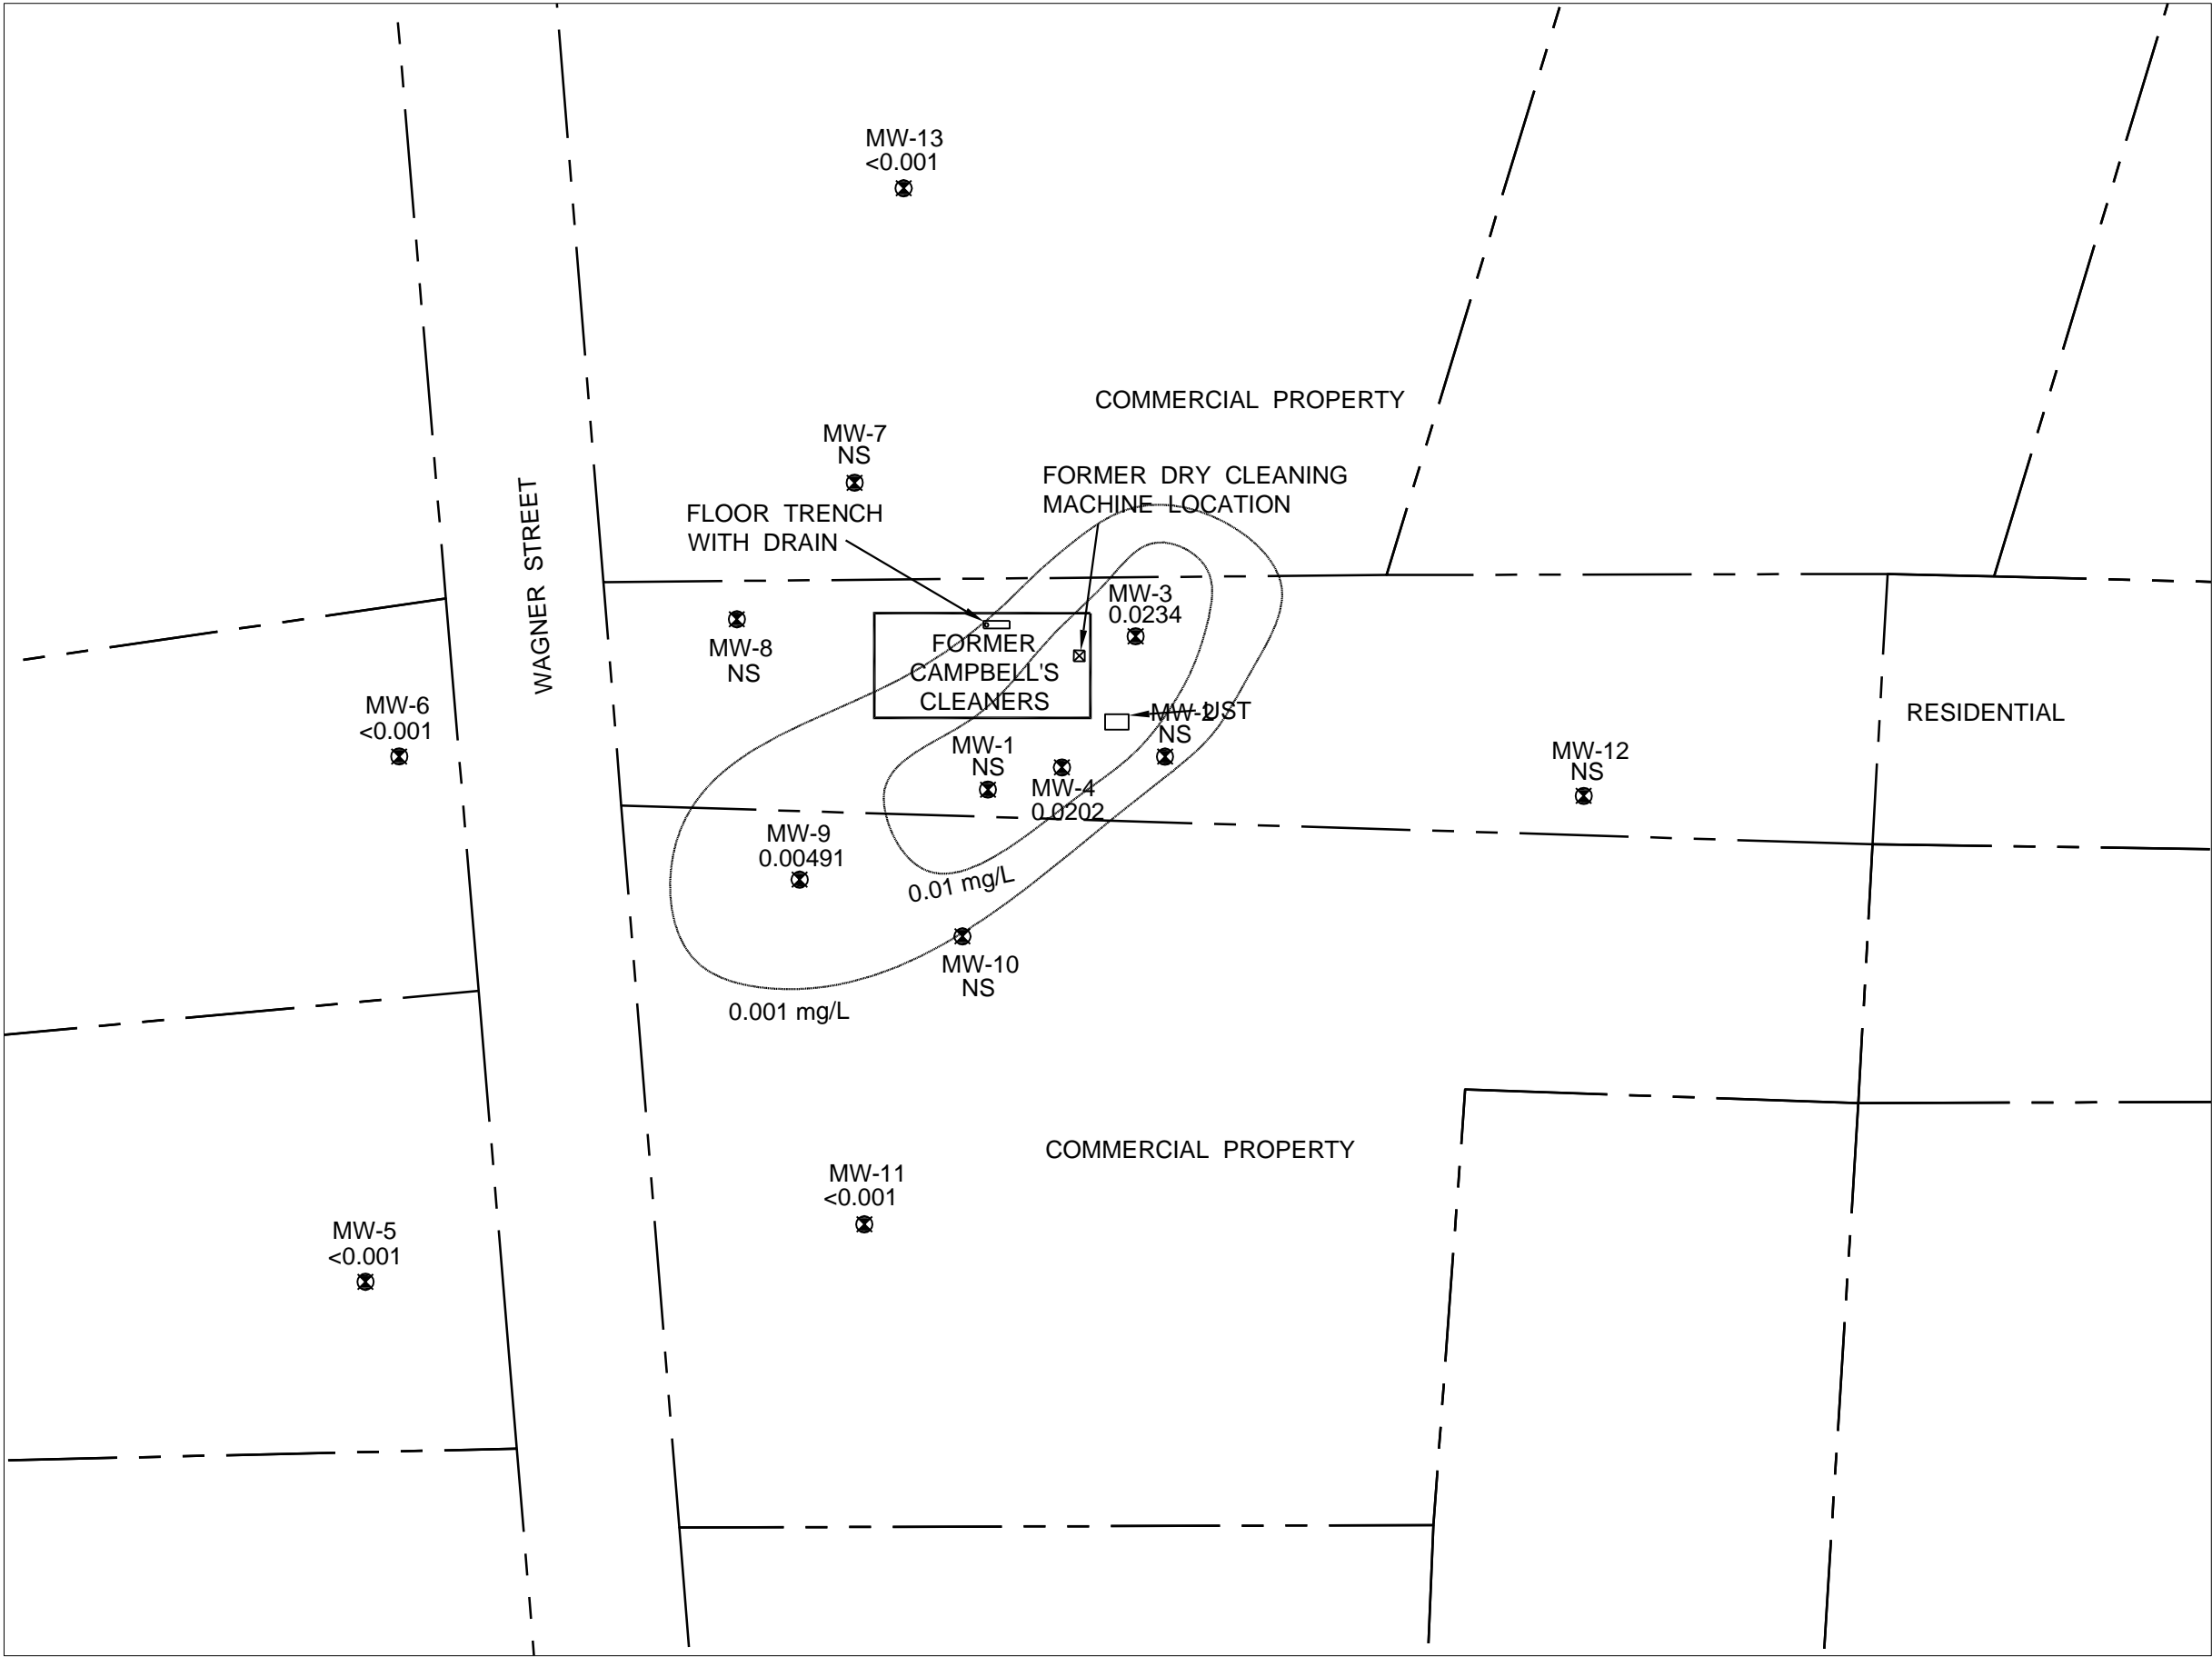 MW-13
<0.001
COMMERCIAL PROPERTY
MW-7
NS
FORMER DRY CLEANING
MACHINE LOCATION
FLOOR TRENCH
WITH DRAIN
WAGNER STREET
MW-3
0.0234
MW-8
NS
FORMER
CAMPBELL'S
CLEANERS
MW-6
<0.001
MW-2
NS
UST
RESIDENTIAL
MW-1
NS
MW-12
NS
MW-4
0.0202
MW-9
0.00491
0.01 mg/L
MW-10
NS
0.001 mg/L
COMMERCIAL PROPERTY
MW-11
<0.001
MW-5
<0.001